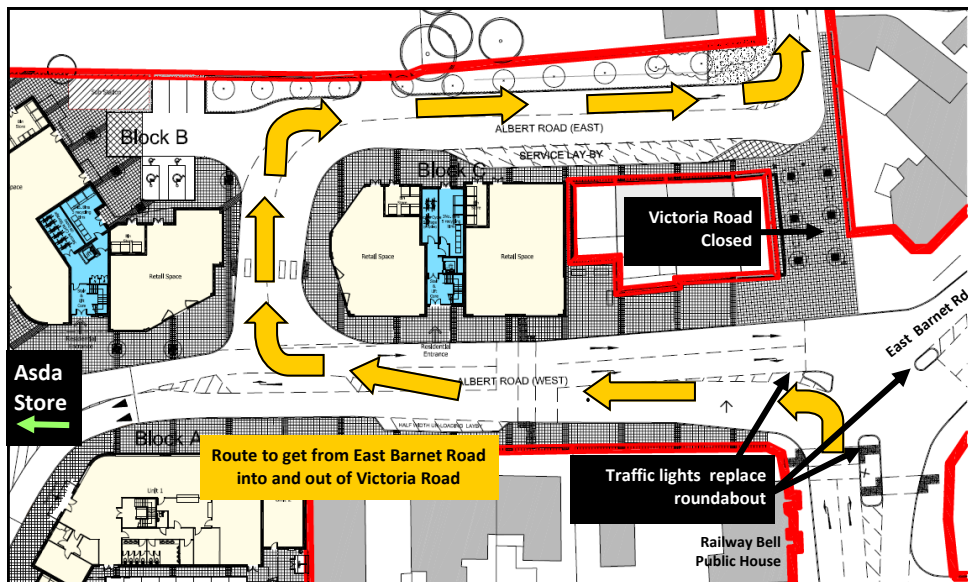 Sub Station
Block B
ALBERT ROAD (EAST)
SERVICE LAY-BY
Block C
Victoria Road
Closed
Retail Space
Retail Space
Retail Space
East Barnet Rd
Residential
Entrance
Asda
Store
ALBERT ROAD (WEST)
HALF WIDTH UNLOADING LAYBY
Block A
Route to get from East Barnet Road
into and out of Victoria Road
Traffic lights replace
roundabout
Unit 1
Railway Bell
Public House